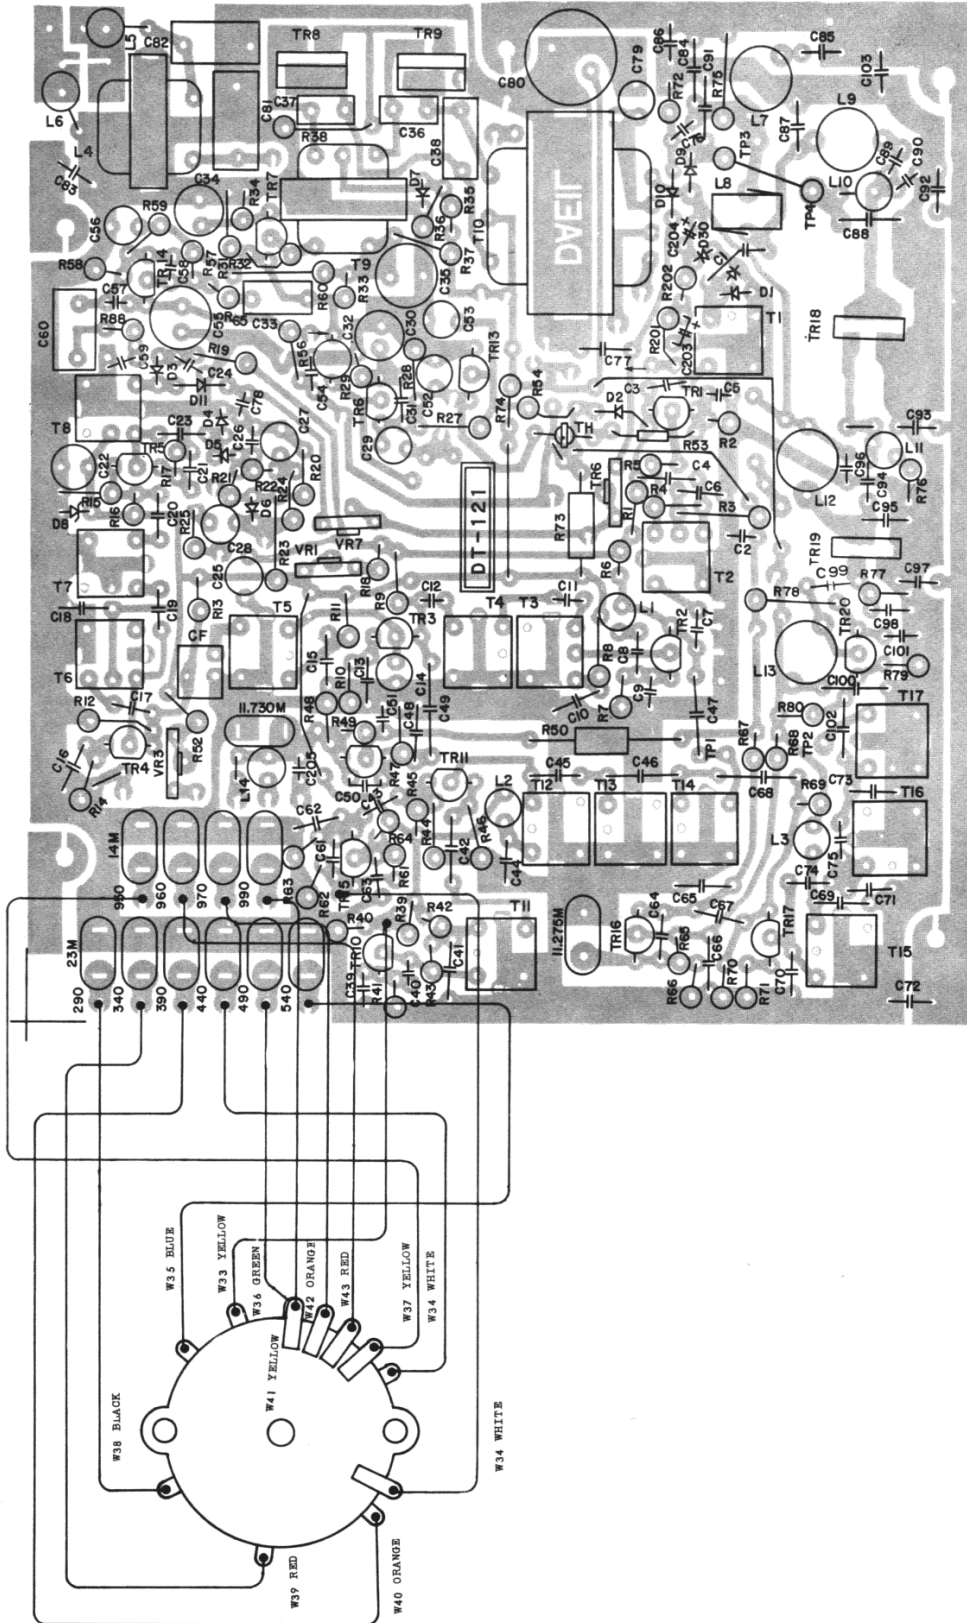 L5
C82
TR8
TR9
C86
C85
C79
C84
C91
C80
R72
R75
C103
L6
C37
C81
L7
L9
R38
C36
C87
C76
L4
C38
TP3
C89
C90
C83
D9
C34
TR7
D7
L8
L10
C92
R34
R35
D10
R59
T10
TP4
C56
R36
DAEII
C88
C204
D30
R57
R31
R32
R37
R58
TR14
C58
T9
C1
C35
R202
R60
R33
C57
D1
R88
C55
R65
C33
C32
C30
C53
R201
T1
TR18
C60
C59
R19
R56
TR13
C203
D3
C77
C24
C54
R29
R28
C3
TR1
C5
D11
C52
R54
D2
C78
TR6
C31
R74
T8
C23
D4
R27
TH
R2
C93
C26
C27
C29
R53
TR5
D5
C22
R17
C21
R20
R5
C4
L11
R22
TR6
C96
R15
R21
R24
R4
C6
L12
C94
R76
D8
R16
C20
D6
DT-121
R73
R1
R3
C95
R25
VR7
C2
C28
R23
VR1
TR19
T7
C25
R18
R6
T2
C99
R77
C97
C18
C19
R13
T5
R11
R9
C12
T4
T3
C11
R78
TR3
L1
TR2
C7
TR20
C98
CF
C15
R8
C8
T6
R10
C13
C14
L13
C101
R79
C9
C100
C17
R48
C51
C49
C10
R7
R80
T17
R12
11.730M
C48
C47
R67
R49
R50
TP1
R68
TP2
C102
TR4
R52
C16
VR3
C205
R47
TR11
C45
C46
C73
L14
C50
R45
C68
R69
R14
C43
L2
T12
T13
T14
T16
C62
R64
R44
14M
C61
C42
R46
L3
C75
TR15
C63
R61
C44
C74
950
960
970
990
R63
R62
C65
C69
C71
R40
R39
R42
C67
23M
T11
11.275M
TR16
C64
TR17
TR10
T15
R65
C66
C39
R41
C41
C40
R43
R66
R70
R71
C70
290
340
390
440
490
540
C72
W35 BLUE
W33 YELLOW
W36 GREEN
W42 ORANGE
W43 RED
W37 YELLOW
W34 WHITE
W41 YELLOW
W38 BLACK
W34 WHITE
W39 RED
W40 ORANGE